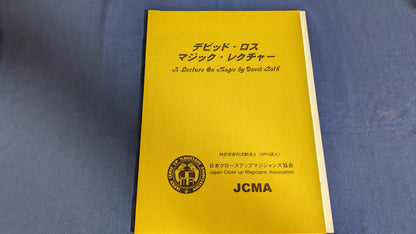 デビッド・ロス
マジック・レクチャー
A Lecture On Magic by David Roth
特定非営利活動法人（NPO法人）
日本クロースアップマジシャンズ協会
Japan Close up Magicians' Association
JCMA